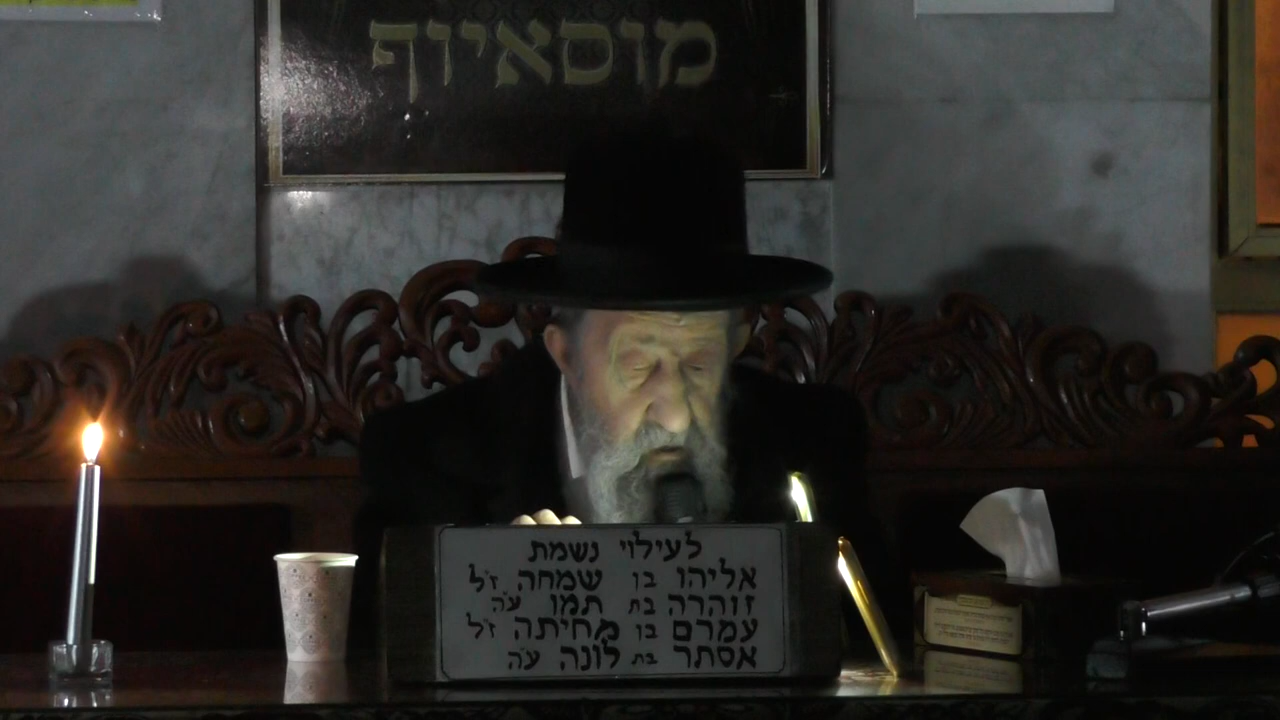 מוסאיוף
לעילוי נשמת
אליהו בן שמחה ז״ל
זוהרה בת תמו ע״ה
עמרם בן מחיתה ז״ל
אסתר בת לונה ע״ה